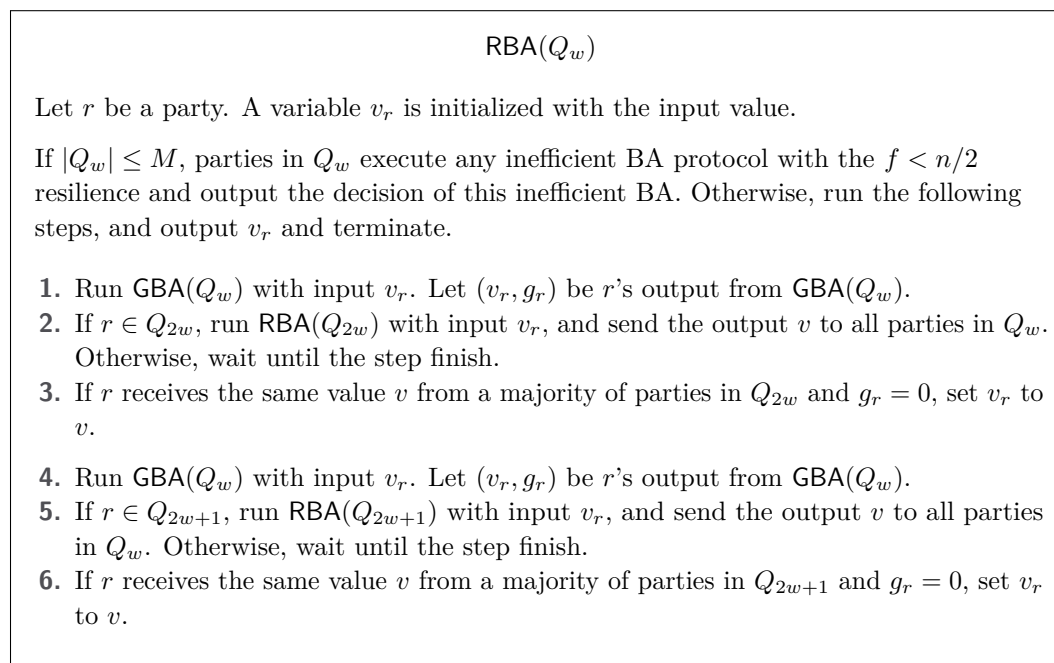 RBA(Q_w)
Let r be a party. A variable v_r is initialized with the input value.
If |Q_w| ≤ M, parties in Q_w execute any inefficient BA protocol with the f < n/2
resilience and output the decision of this inefficient BA. Otherwise, run the following
steps, and output v_r and terminate.
1. Run GBA(Q_w) with input v_r. Let (v_r, g_r) be r's output from GBA(Q_w).
2. If r ∈ Q_{2w}, run RBA(Q_{2w}) with input v_r, and send the output v to all parties in Q_w.
Otherwise, wait until the step finish.
3. If r receives the same value v from a majority of parties in Q_{2w} and g_r = 0, set v_r to
v.
4. Run GBA(Q_w) with input v_r. Let (v_r, g_r) be r's output from GBA(Q_w).
5. If r ∈ Q_{2w+1}, run RBA(Q_{2w+1}) with input v_r, and send the output v to all parties
in Q_w. Otherwise, wait until the step finish.
6. If r receives the same value v from a majority of parties in Q_{2w+1} and g_r = 0, set v_r
to v.